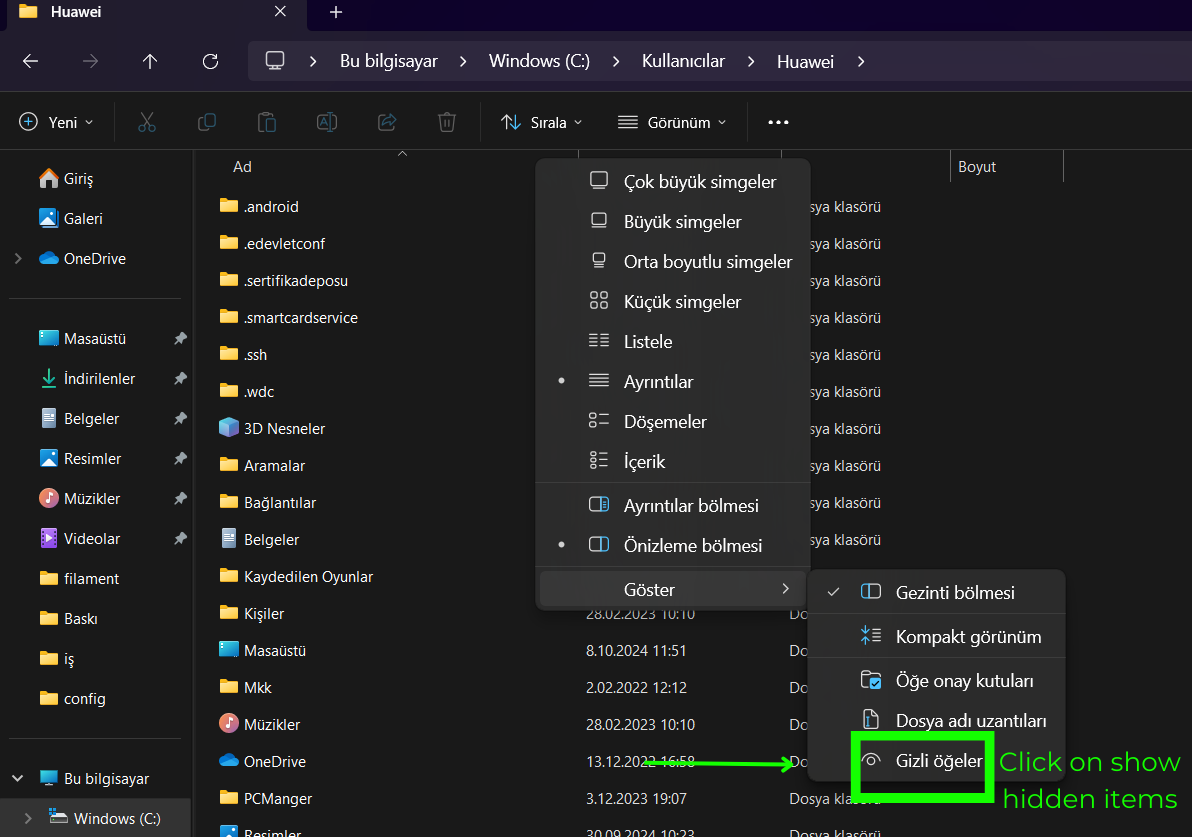 Huawei
Bu bilgisayar
Windows (C:)
Kullanıcılar
Huawei
Yeni
Sırala
Görünüm
Ad
Boyut
Giriş
Galeri
OneDrive
Masaüstü
İndirilenler
Belgeler
Resimler
Müzikler
Videolar
filament
Baskı
iş
config
Bu bilgisayar
Windows (C:)
.android
sya klasörü
.edevletconf
sya klasörü
.sertifikadeposu
sya klasörü
.smartcardservice
sya klasörü
.ssh
sya klasörü
.wdc
sya klasörü
3D Nesneler
sya klasörü
Aramalar
sya klasörü
Bağlantılar
sya klasörü
Belgeler
sya klasörü
Kaydedilen Oyunlar
Kişiler
28.02.2023 10:10
Do
Masaüstü
8.10.2024 11:51
Do
Mkk
2.02.2022 12:12
Do
Müzikler
28.02.2023 10:10
Do
OneDrive
13.12.2022 16:58
Do
PCManger
3.12.2023 19:07
Dosya klasörü
Resimler
30.09.2024 10:23
Dosya klasörü
Çok büyük simgeler
Büyük simgeler
Orta boyutlu simgeler
Küçük simgeler
Listele
Ayrıntılar
Döşemeler
İçerik
Ayrıntılar bölmesi
Önizleme bölmesi
Göster
Gezinti bölmesi
Kompakt görünüm
Öğe onay kutuları
Dosya adı uzantıları
Gizli öğeler
Click on show
hidden items